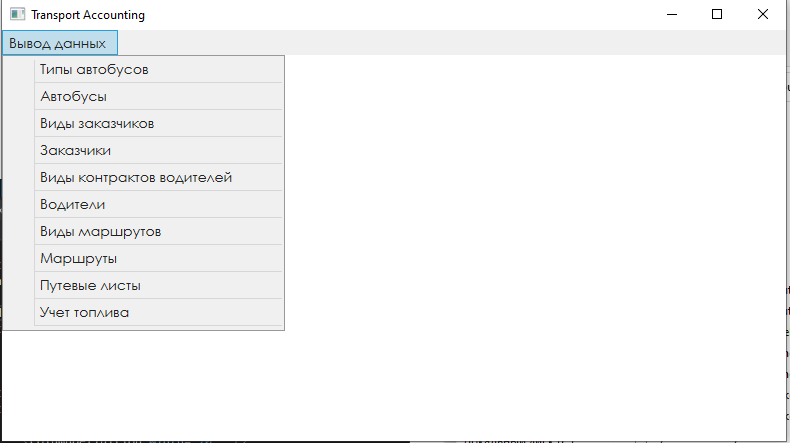 Transport Accounting
Вывод данных
Типы автобусов
Автобусы
Виды заказчиков
Заказчики
Виды контрактов водителей
Водители
Виды маршрутов
Маршруты
Путевые листы
Учет топлива